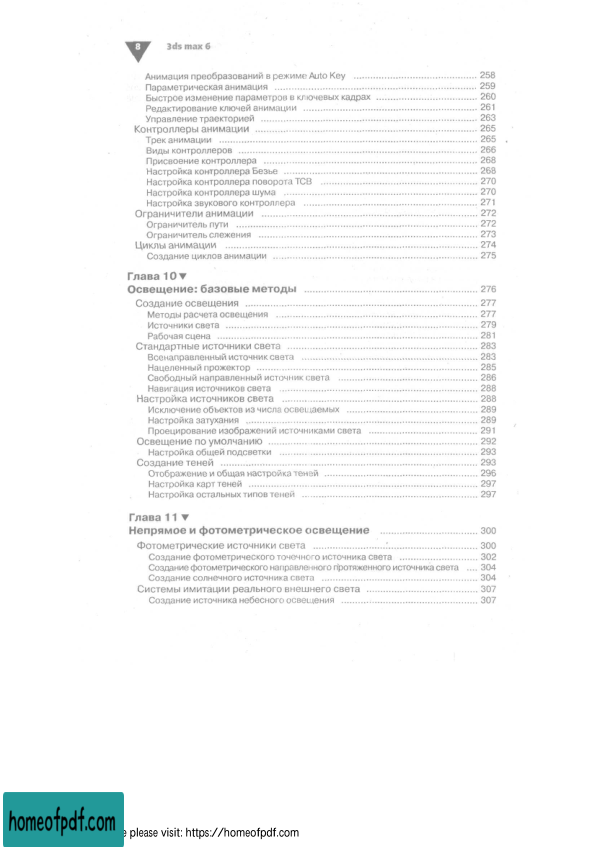 8 3ds max 6
Анимация преобразований в режиме Auto Key ........ 258
Параметрическая анимация ........ 259
Быстрое изменение параметров в ключевых кадрах ........ 260
Редактирование ключей анимации ........ 261
Управление траекторией ........ 263
Контроллеры анимации ........ 265
Трек анимации ........ 265
Виды контроллеров ........ 266
Присвоение контроллера ........ 268
Настройка контроллера Безье ........ 268
Настройка контроллера поворота TCB ........ 270
Настройка контроллера шума ........ 270
Настройка звукового контроллера ........ 271
Ограничители анимации ........ 272
Ограничитель пути ........ 272
Ограничитель слежения ........ 273
Циклы анимации ........ 274
Создание циклов анимации ........ 275
Глава 10 ▼
Освещение: базовые методы ........ 276
Создание освещения ........ 277
Методы расчета освещения ........ 277
Источники света ........ 279
Рабочая сцена ........ 281
Стандартные источники света ........ 283
Всенаправленный источник света ........ 283
Нацеленный прожектор ........ 285
Свободный направленный источник света ........ 286
Навигация источников света ........ 288
Настройка источников света ........ 288
Исключение объектов из числа освещаемых ........ 289
Настройка затухания ........ 289
Проецирование изображений источниками света ........ 291
Освещение по умолчанию ........ 292
Настройка общей подсветки ........ 293
Создание теней ........ 293
Отображение и общая настройка теней ........ 296
Настройка карт теней ........ 297
Настройка остальных типов теней ........ 297
Глава 11 ▼
Непрямое и фотометрическое освещение ........ 300
Фотометрические источники света ........ 300
Создание фотометрического точечного источника света ........ 302
Создание фотометрического направленного протяженного источника света .... 304
Создание солнечного источника света ........ 304
Системы имитации реального внешнего света ........ 307
Создание источника небесного освещения ........ 307
homeofpdf.com
please visit: https://homeofpdf.com